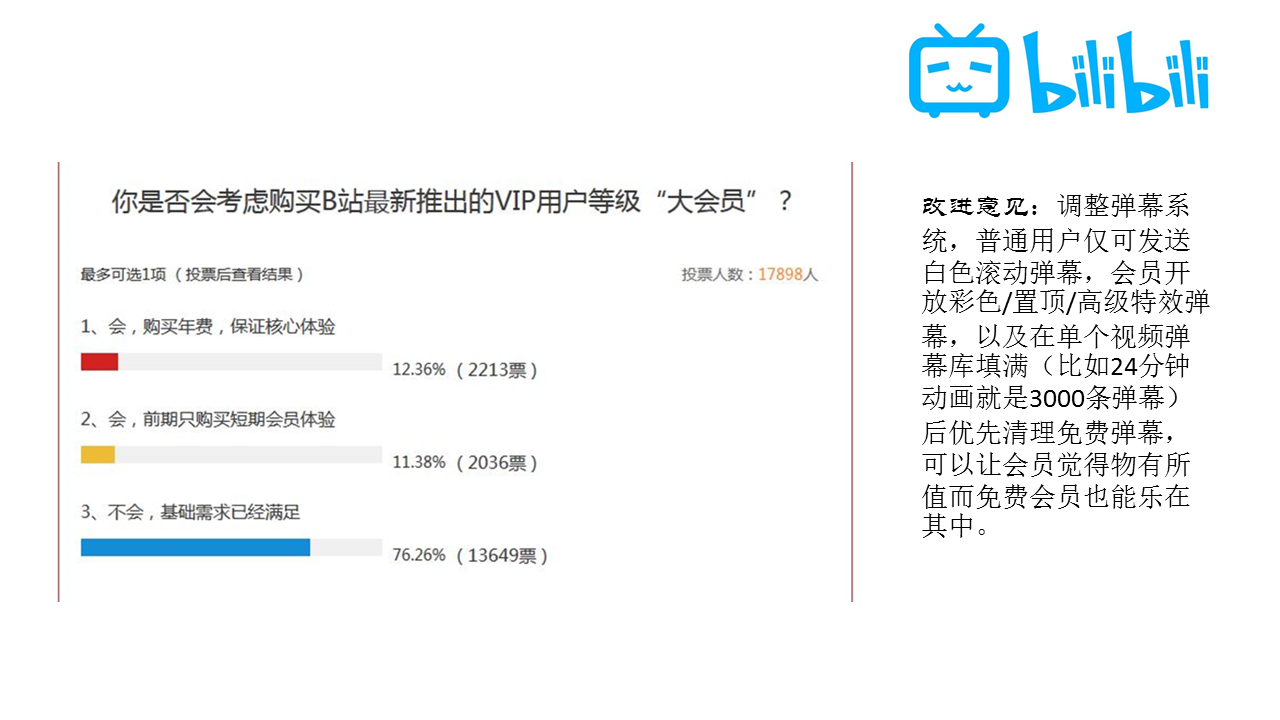 bilibili
你是否会考虑购买B站最新推出的VIP用户等级“大会员”？
最多可选1项（投票后查看结果）
投票人数：17898人
1、会，购买年费，保证核心体验
12.36%（2213票）
2、会，前期只购买短期会员体验
11.38%（2036票）
3、不会，基础需求已经满足
76.26%（13649票）
改进意见：调整弹幕系
统，普通用户仅可发送
白色滚动弹幕，会员开
放彩色/置顶/高级特效弹
幕，以及在单个视频弹
幕库填满（比如24分钟
动画就是3000条弹幕）
后优先清理免费弹幕，
可以让会员觉得物有所
值而免费会员也能乐在
其中。